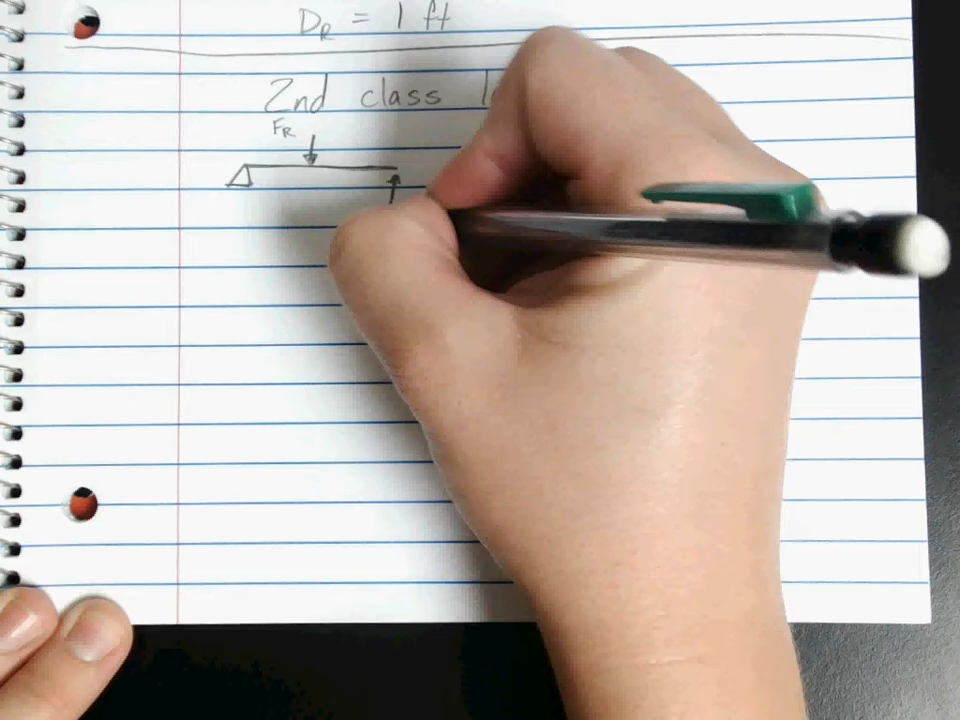 D_R = 1 ft
2nd class
F_R